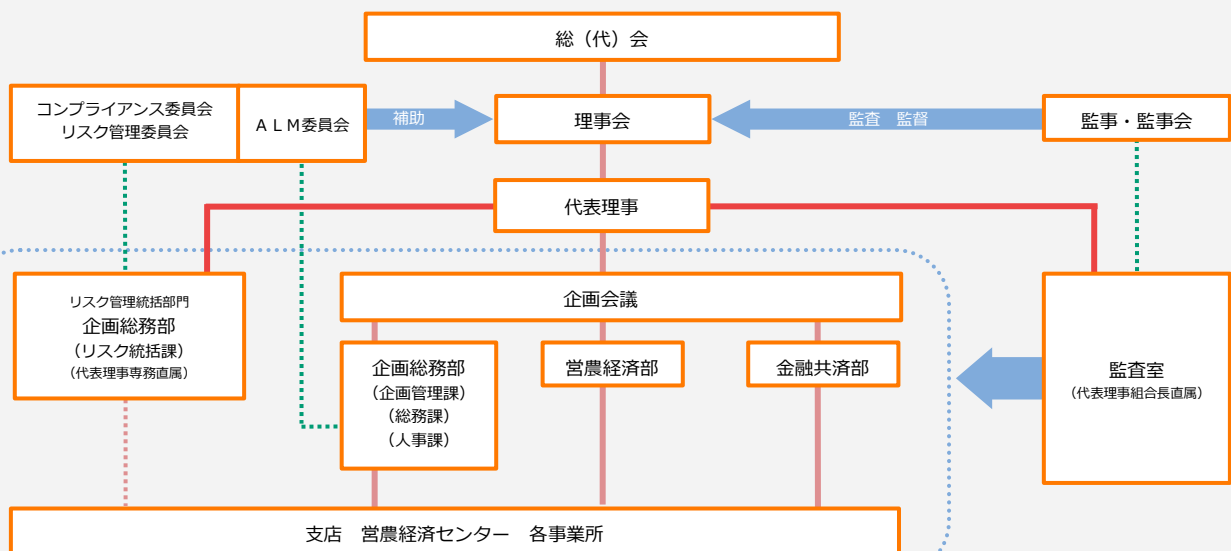 総（代）会
コンプライアンス委員会
リスク管理委員会
ＡＬＭ委員会
補助
理事会
監査　監督
監事・監事会
代表理事
リスク管理統括部門
企画総務部
（リスク統括課）
（代表理事専務直属）
企画会議
企画総務部
（企画管理課）
（総務課）
（人事課）
営農経済部
金融共済部
監査室
（代表理事組合長直属）
支店　営農経済センター　各事業所